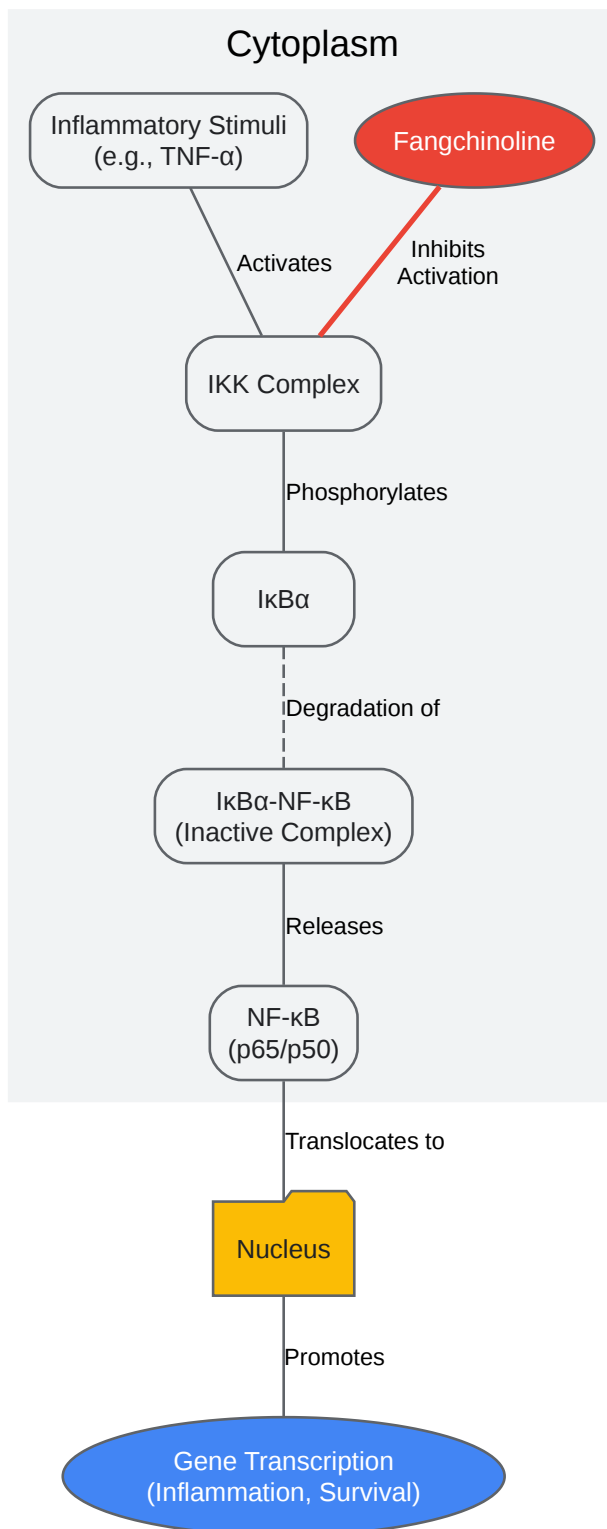 Cytoplasm
Inflammatory Stimuli
(e.g., TNF-α)
Fangchinoline
Activates
Inhibits
Activation
IKK Complex
Phosphorylates
IκBα
Degradation of
IκBα-NF-κB
(Inactive Complex)
Releases
NF-κB
(p65/p50)
Translocates to
Nucleus
Promotes
Gene Transcription
(Inflammation, Survival)